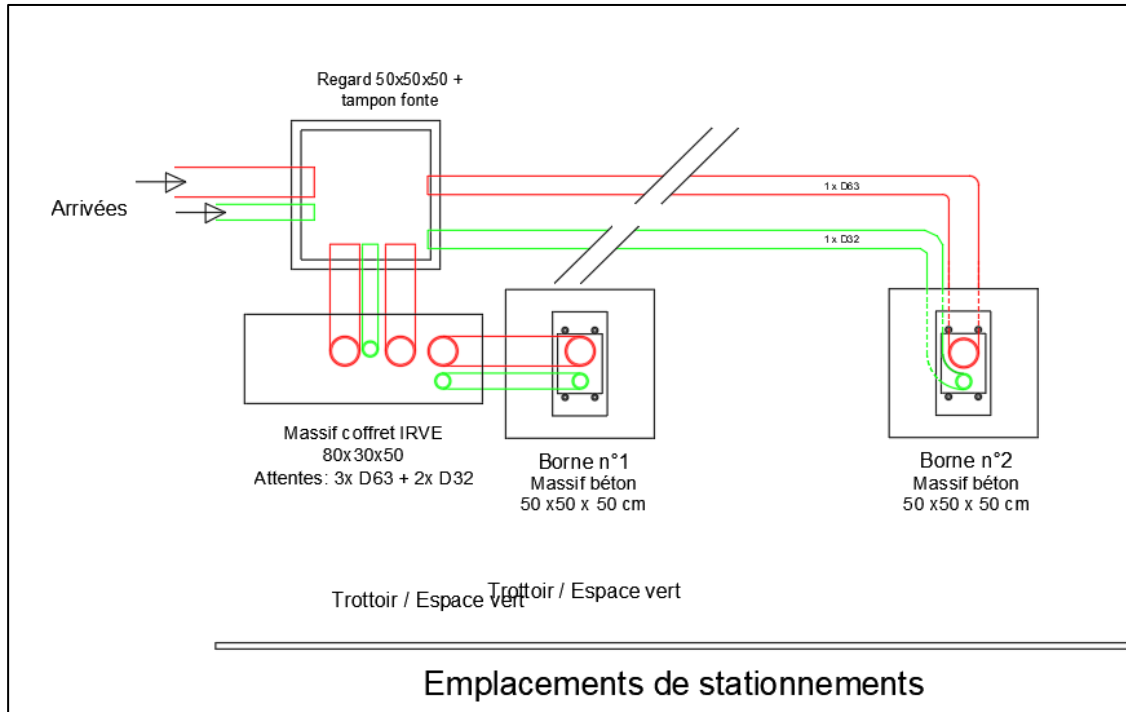 Regard 50x50x50 +
tampon fonte
Arrivées
1 x D63
1 x D32
Massif coffret IRVE
80x30x50
Attentes: 3x D63 + 2x D32
Borne n°1
Massif béton
50 x50 x 50 cm
Borne n°2
Massif béton
50 x50 x 50 cm
Trottoir / Espace vert
Trottoir / Espace vert
Emplacements de stationnements